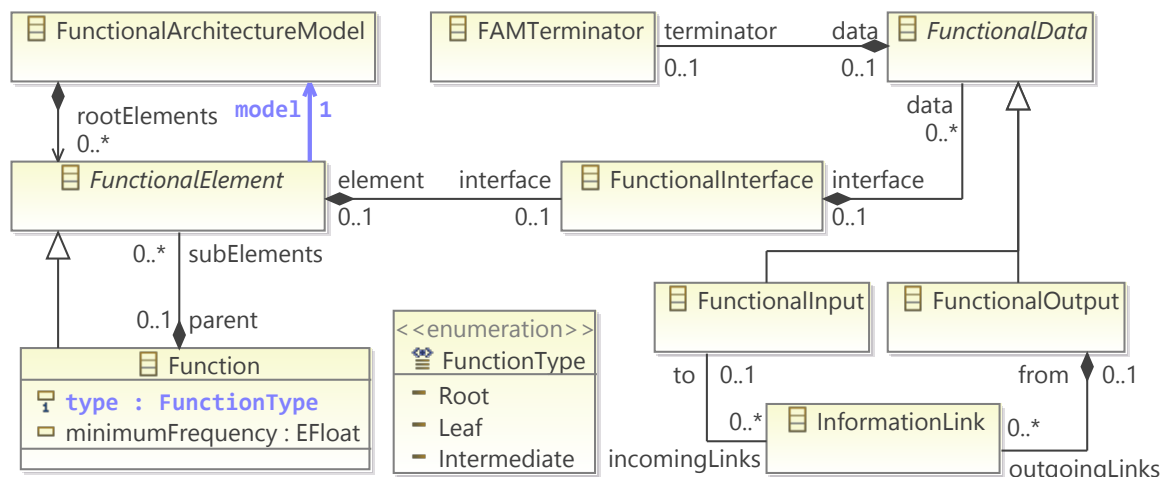 FunctionalArchitectureModel
FAMTerminator
terminator
0..1
data
0..1
FunctionalData
rootElements
0..*
model 1
data
0..*
FunctionalElement
element
0..1
interface
0..1
FunctionalInterface
interface
0..1
0..*
subElements
0..1
parent
FunctionalInput
FunctionalOutput
Function
type : FunctionType
minimumFrequency : EFloat
<<enumeration>>
FunctionType
Root
Leaf
Intermediate
to
0..1
from
0..1
0..*
incomingLinks
InformationLink
0..*
outgoingLinks
1